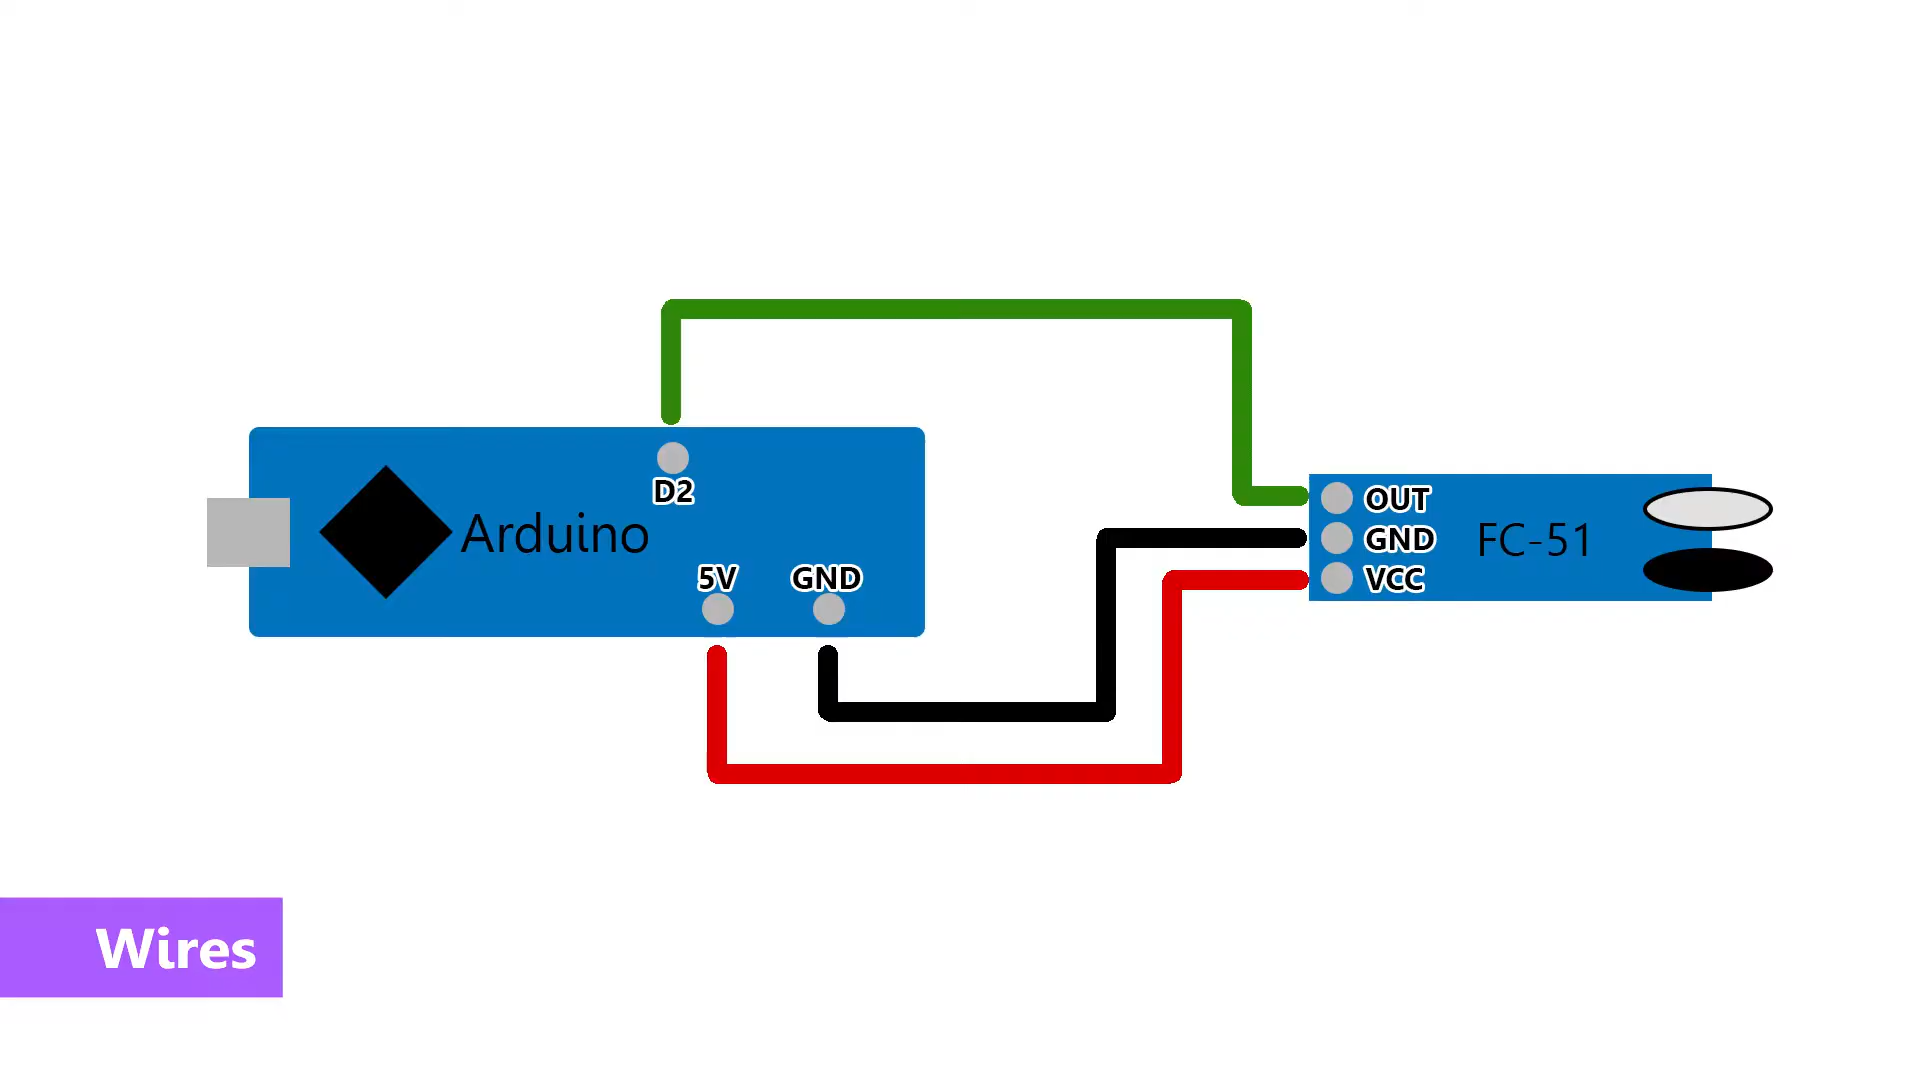 D2
Arduino
5V
GND
OUT
GND
VCC
FC-51
Wires